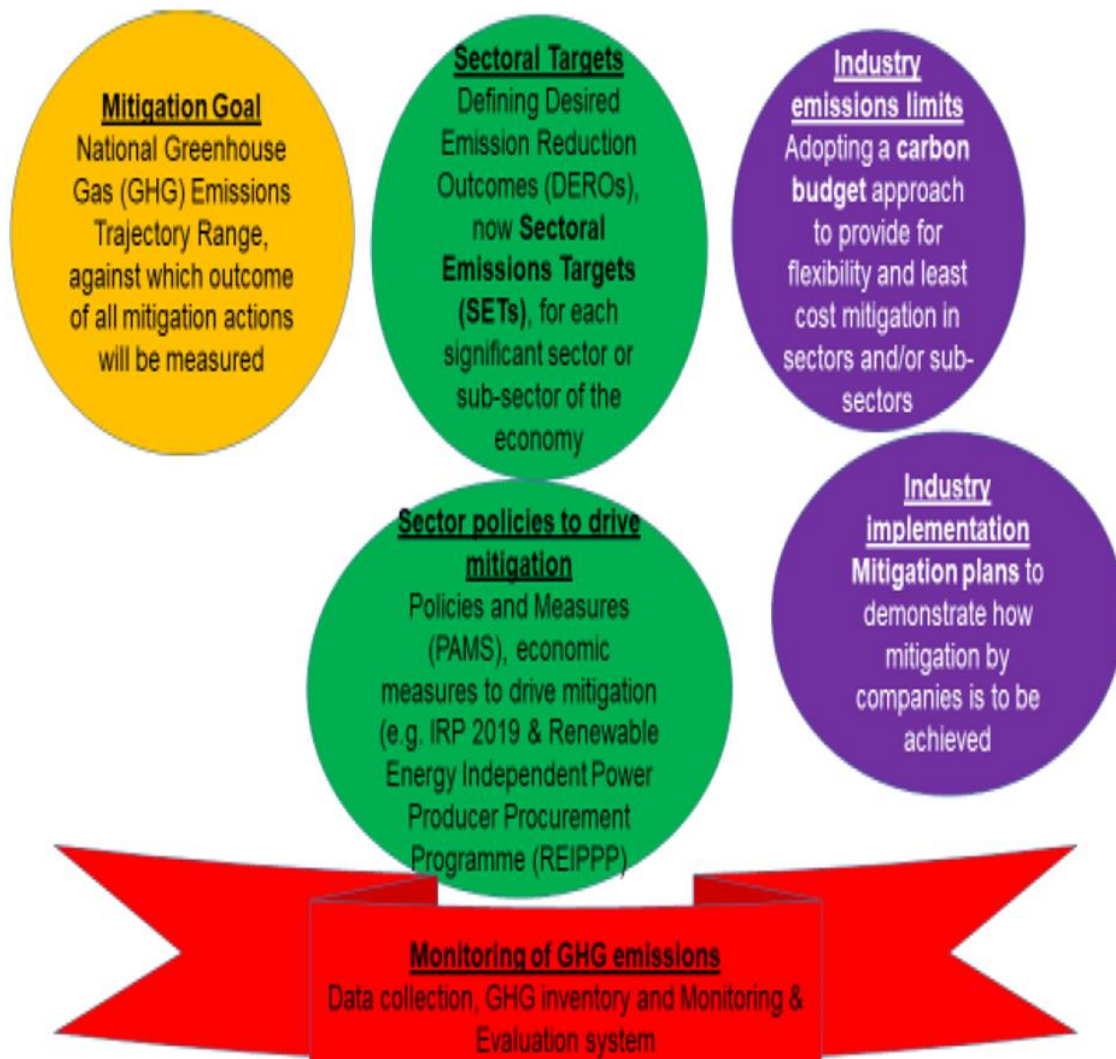 Mitigation Goal
National Greenhouse
Gas (GHG) Emissions
Trajectory Range,
against which outcome
of all mitigation actions
will be measured
Sectoral Targets
Defining Desired
Emission Reduction
Outcomes (DEROs),
now Sectoral
Emissions Targets
(SETs), for each
significant sector or
sub-sector of the
economy
Industry
emissions limits
Adopting a carbon
budget approach
to provide for
flexibility and least
cost mitigation in
sectors and/or sub-
sectors
Sector policies to drive
mitigation
Policies and Measures
(PAMS), economic
measures to drive mitigation
(e.g. IRP 2019 & Renewable
Energy Independent Power
Producer Procurement
Programme (REIPPP)
Industry
implementation
Mitigation plans to
demonstrate how
mitigation by
companies is to be
achieved
Monitoring of GHG emissions
Data collection, GHG inventory and Monitoring &
Evaluation system